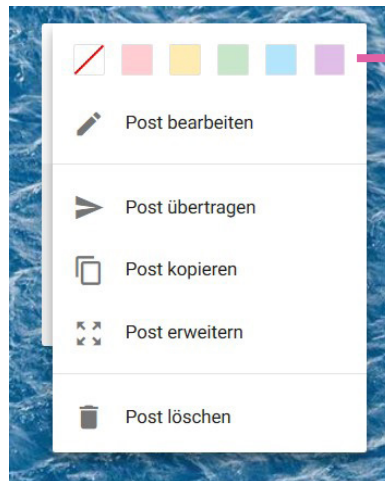 Post bearbeiten
Post übertragen
Post kopieren
Post erweitern
Post löschen